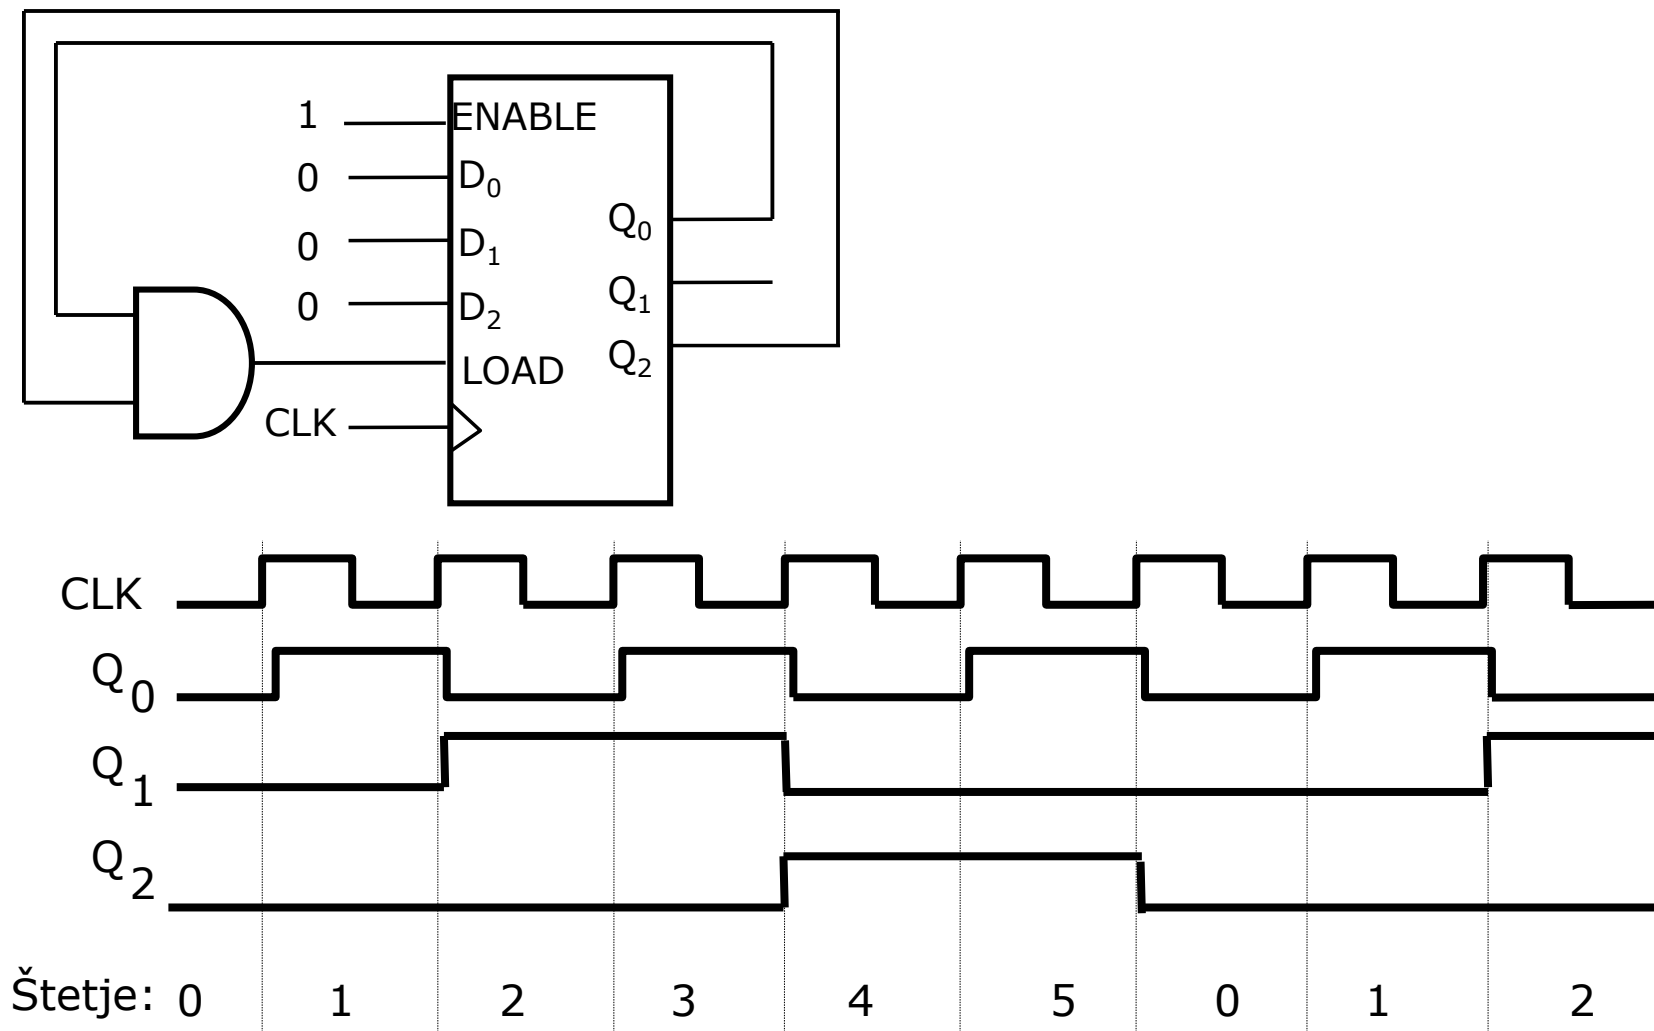 1 ENABLE
0 D₀
Q₀
0 D₁
Q₁
0 D₂
Q₂
LOAD
CLK
CLK
Q₀
Q₁
Q₂
Štetje: 0 1 2 3 4 5 0 1 2